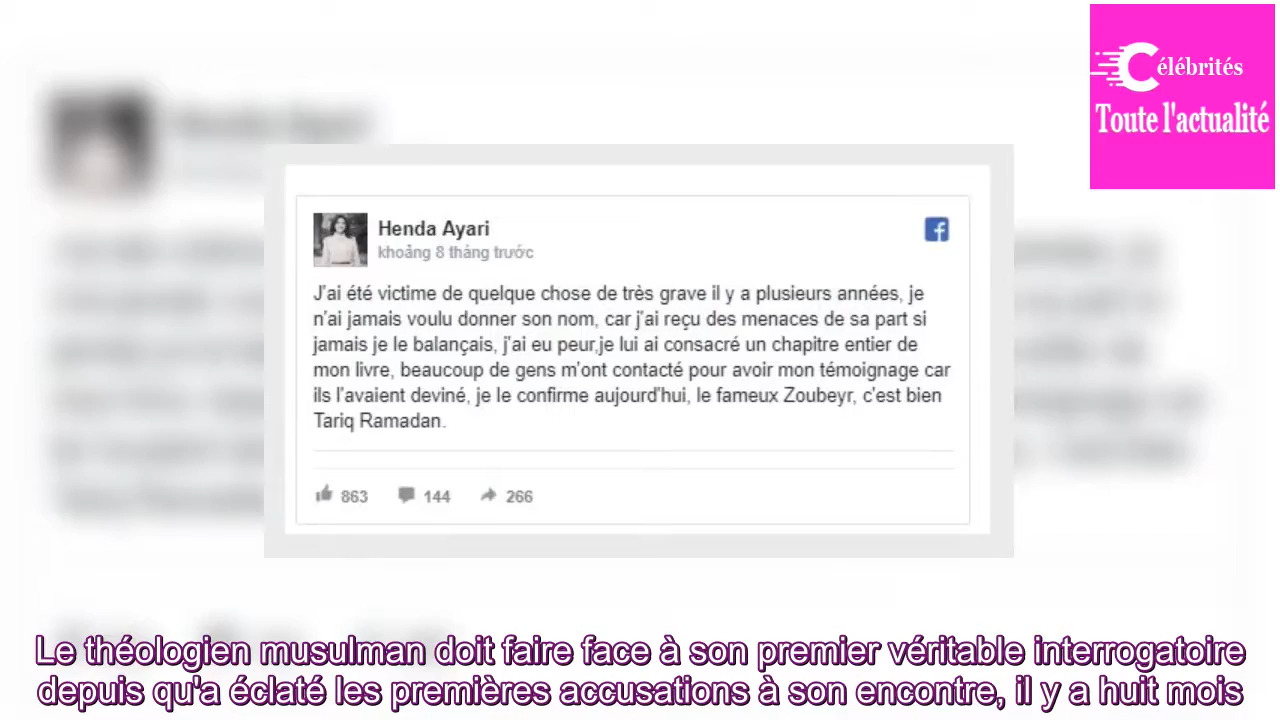 Célébrités
Toute l'actualité
Henda Ayari
khoảng 8 tháng trước
J'ai été victime de quelque chose de très grave il y a plusieurs années, je
n'ai jamais voulu donner son nom, car j'ai reçu des menaces de sa part si
jamais je le balançais, j'ai eu peur,je lui ai consacré un chapitre entier de
mon livre, beaucoup de gens m'ont contacté pour avoir mon témoignage car
ils l'avaient deviné, je le confirme aujourd'hui, le fameux Zoubeyr, c'est bien
Tariq Ramadan.
863 144 266
Le théologien musulman doit faire face à son premier véritable interrogatoire
depuis qu'a éclaté les premières accusations à son encontre, il y a huit mois